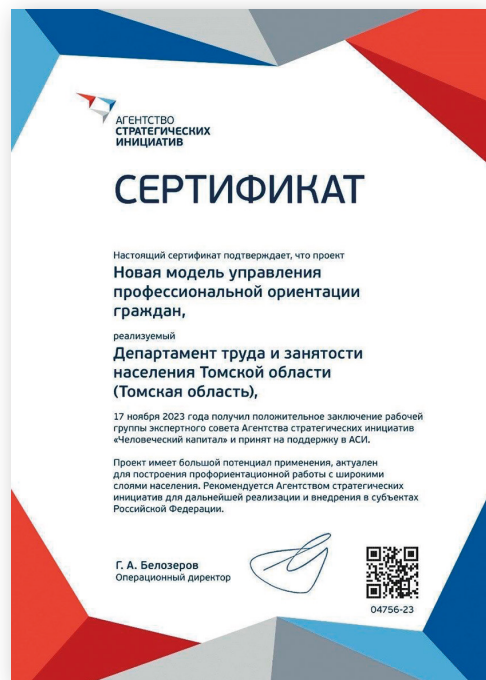 АГЕНТСТВО
СТРАТЕГИЧЕСКИХ
ИНИЦИАТИВ
СЕРТИФИКАТ
Настоящий сертификат подтверждает, что проект
Новая модель управления
профессиональной ориентации
граждан,
реализуемый
Департамент труда и занятости
населения Томской области
(Томская область),
17 ноября 2023 года получил положительное заключение рабочей
группы экспертного совета Агентства стратегических инициатив
«Человеческий капитал» и принят на поддержку в АСИ.
Проект имеет большой потенциал применения, актуален
для построения профориентационной работы с широкими
слоями населения. Рекомендуется Агентством стратегических
инициатив для дальнейшей реализации и внедрения в субъектах
Российской Федерации.
Г. А. Белозеров
Операционный директор
04756-23